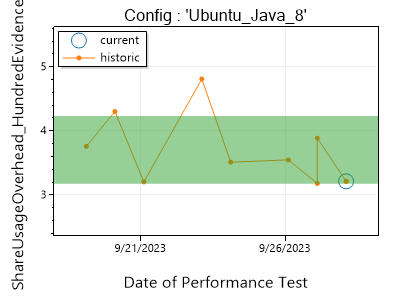 Config : 'Ubuntu_Java_8'
current
historic
ShareUsageOverhead_HundredEvidence
5
4
3
9/21/2023
9/26/2023
Date of Performance Test